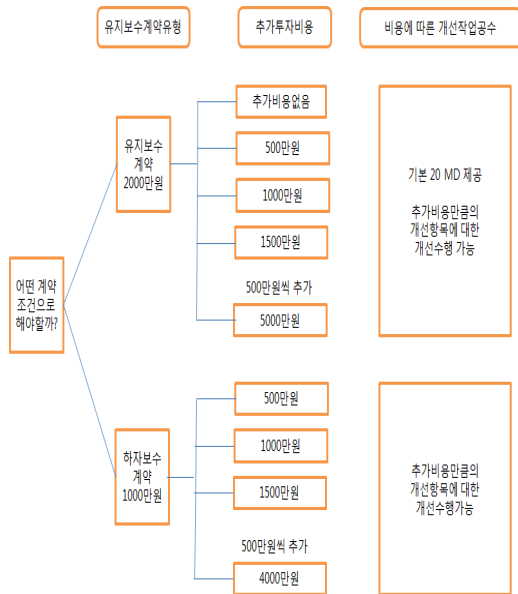 유지보수계약유형
추가투자비용
비용에 따른 개선작업공수
어떤 계약
조건으로
해야할까?
유지보수
계약
2000만원
추가비용없음
500만원
1000만원
1500만원
500만원씩 추가
5000만원
기본 20 MD 제공
추가비용만큼의
개선항목에 대한
개선수행 가능
하자보수
계약
1000만원
500만원
1000만원
1500만원
500만원씩 추가
4000만원
추가비용만큼의
개선항목에 대한
개선수행가능